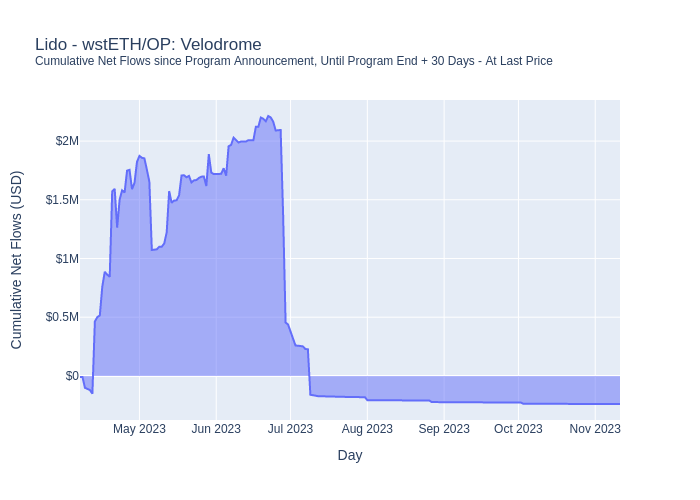 Lido - wstETH/OP: Velodrome
Cumulative Net Flows since Program Announcement, Until Program End + 30 Days - At Last Price
Cumulative Net Flows (USD)
$2M
$1.5M
$1M
$0.5M
$0
May 2023 Jun 2023 Jul 2023 Aug 2023 Sep 2023 Oct 2023 Nov 2023
Day